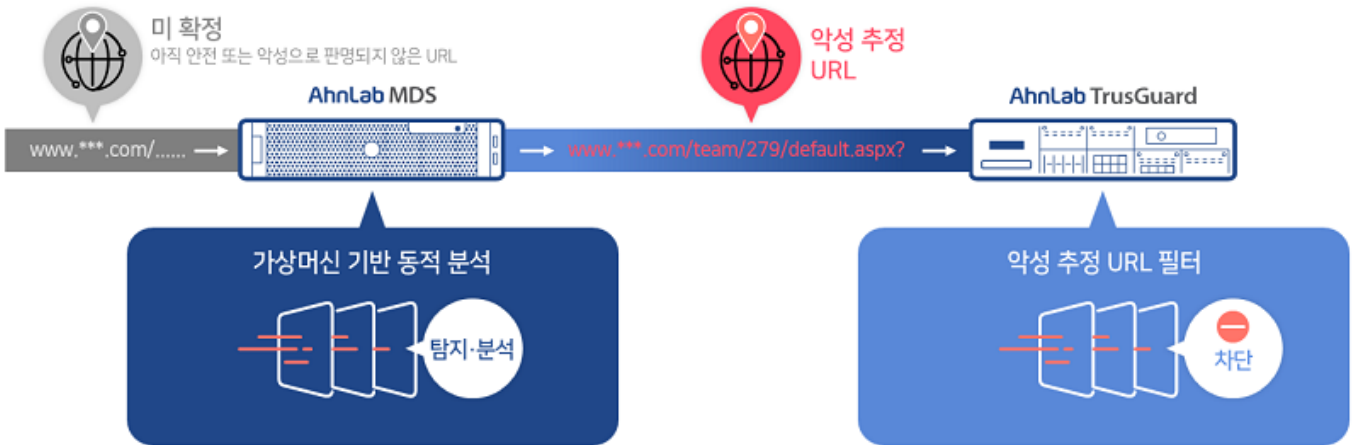 미 확정
아직 안전 또는 악성으로 판명되지 않은 URL
악성 추정
URL
AhnLab MDS
AhnLab TrusGuard
www.***.com/......
www.***.com/team/279/default.aspx?
가상머신 기반 동적 분석
탐지·분석
악성 추정 URL 필터
차단